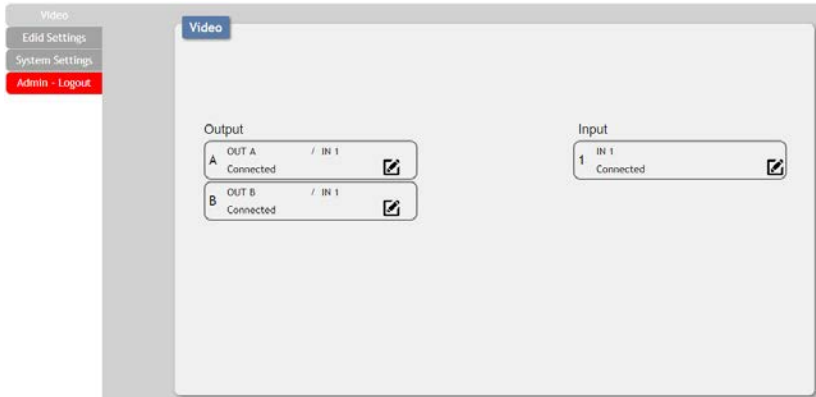 Video
Edid Settings
System Settings
Admin - Logout
Video
Output
A
OUT A / IN 1
Connected
B
OUT B / IN 1
Connected
Input
1
IN 1
Connected